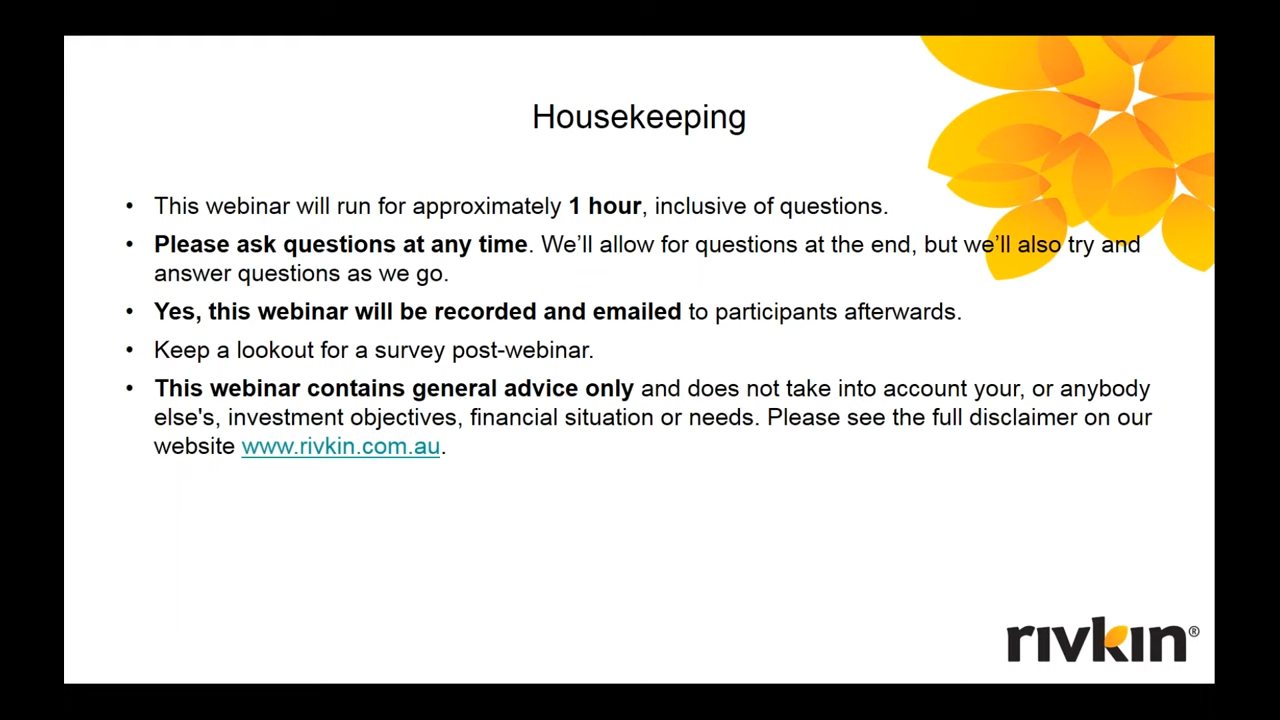 Housekeeping
• This webinar will run for approximately 1 hour, inclusive of questions.
• Please ask questions at any time. We’ll allow for questions at the end, but we’ll also try and
answer questions as we go.
• Yes, this webinar will be recorded and emailed to participants afterwards.
• Keep a lookout for a survey post-webinar.
• This webinar contains general advice only and does not take into account your, or anybody
else's, investment objectives, financial situation or needs. Please see the full disclaimer on our
website www.rivkin.com.au.
rivkin®